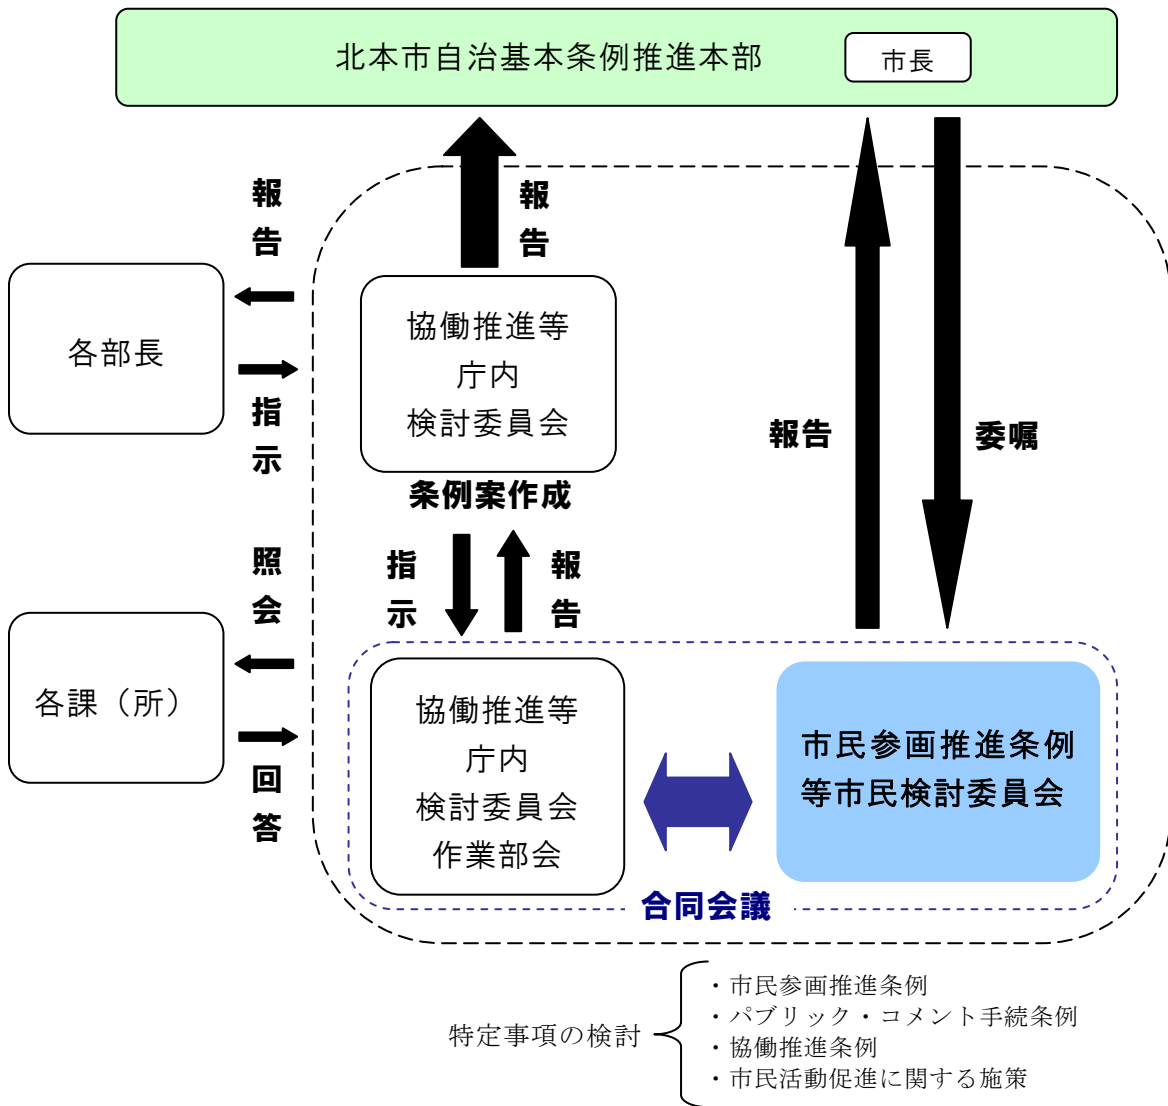 北本市自治基本条例推進本部
市長
報告
報告
各部長
指示
協働推進等
庁内
検討委員会
条例案作成
報告
委嘱
照会
指示
報告
各課（所）
回答
協働推進等
庁内
検討委員会
作業部会
市民参画推進条例
等市民検討委員会
合同会議
特定事項の検討
・市民参画推進条例
・パブリック・コメント手続条例
・協働推進条例
・市民活動促進に関する施策